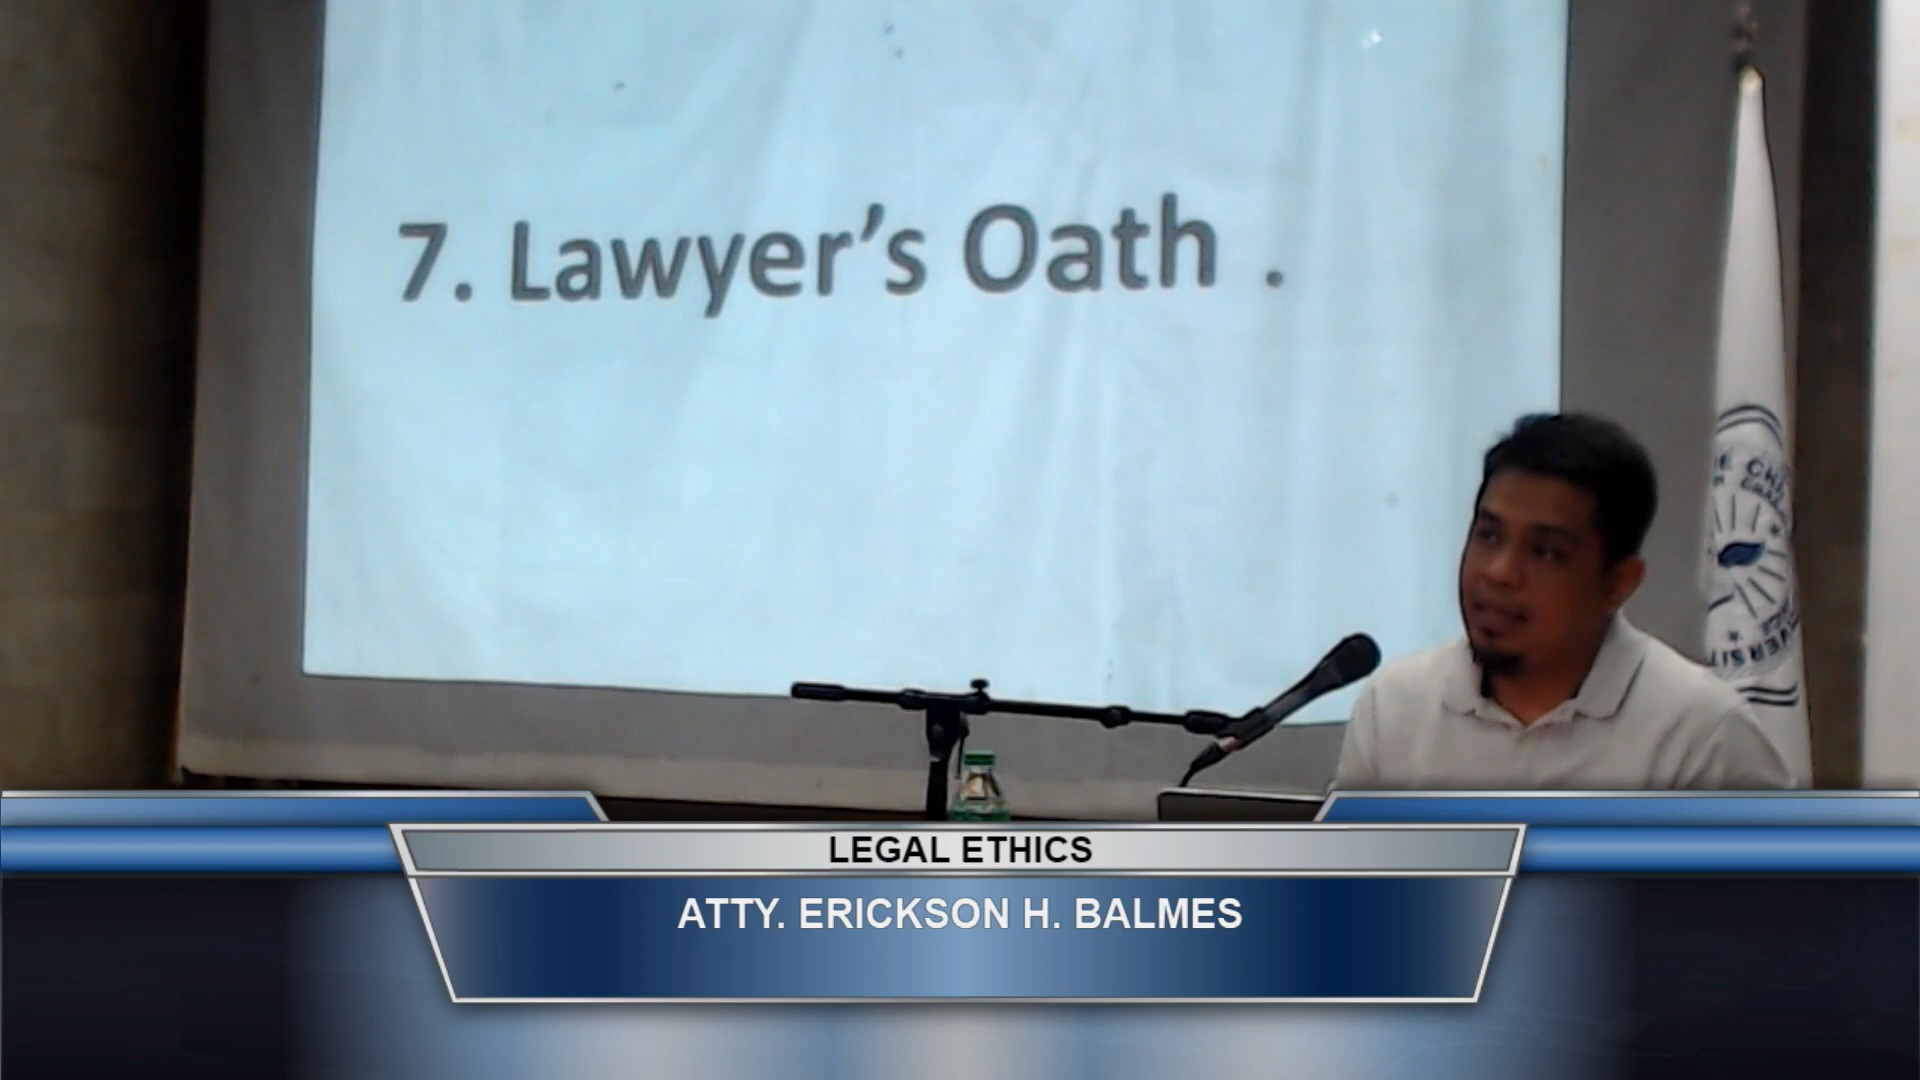 7. Lawyer's Oath .
LEGAL ETHICS
ATTY. ERICKSON H. BALMES